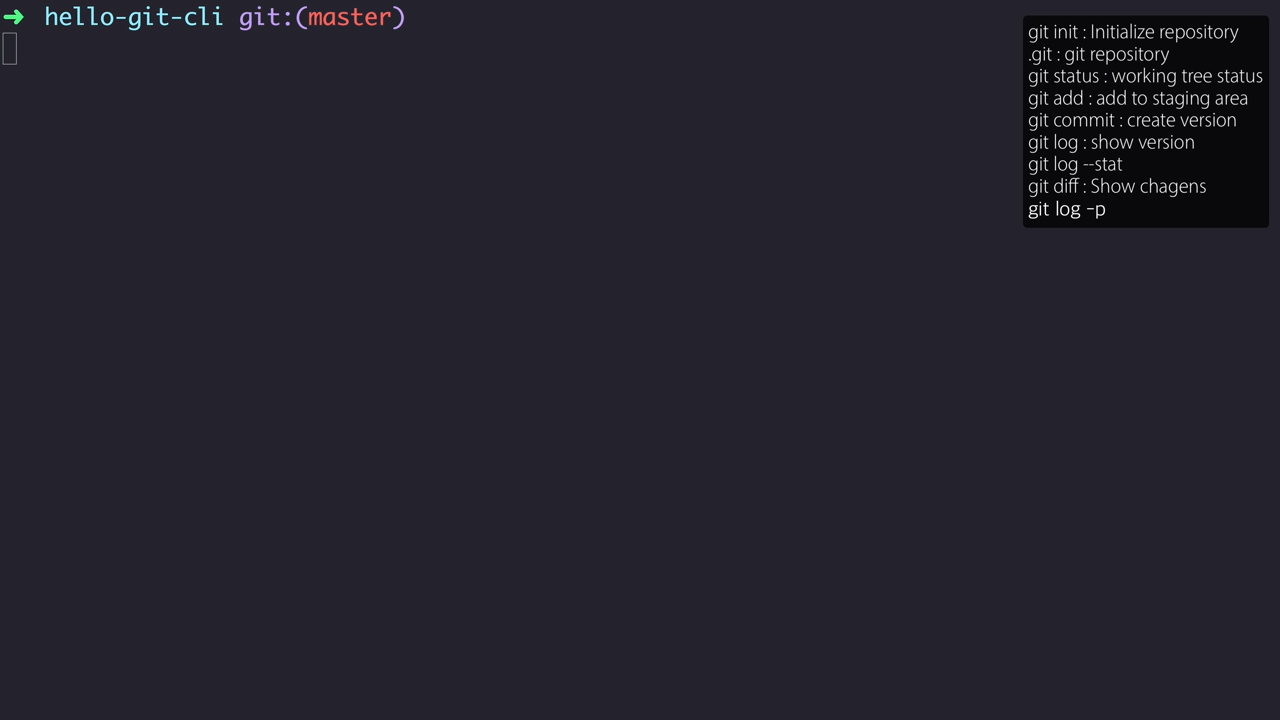 ➜ hello-git-cli git:(master)
git init : Initialize repository
.git : git repository
git status : working tree status
git add : add to staging area
git commit : create version
git log : show version
git log --stat
git diff : Show chagens
git log -p